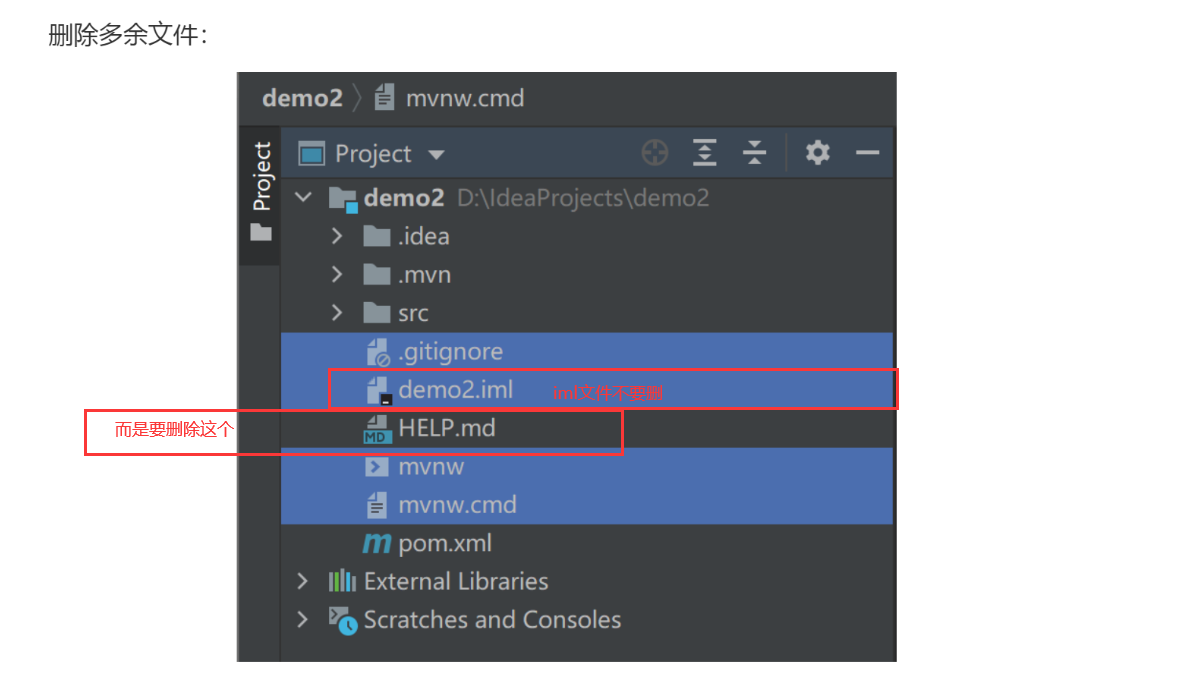 删除多余文件：
demo2 〉 mvnw.cmd
Project
Project
demo2 D:\IdeaProjects\demo2
.idea
.mvn
src
.gitignore
demo2.iml iml文件不要删
而是要删除这个 HELP.md
mvnw
mvnw.cmd
pom.xml
External Libraries
Scratches and Consoles